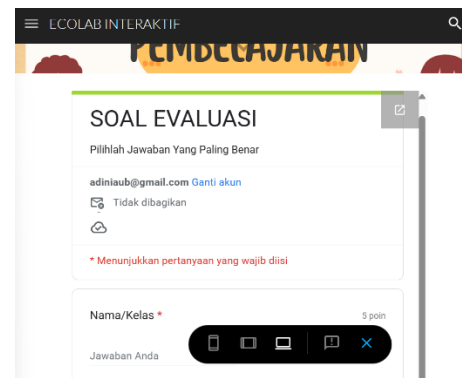 ECOLAB INTERAKTIF
PEMBELAJARAN
SOAL EVALUASI
Pilihlah Jawaban Yang Paling Benar
adiniaub@gmail.com Ganti akun
Tidak dibagikan
* Menunjukkan pertanyaan yang wajib diisi
Nama/Kelas *
5 poin
Jawaban Anda